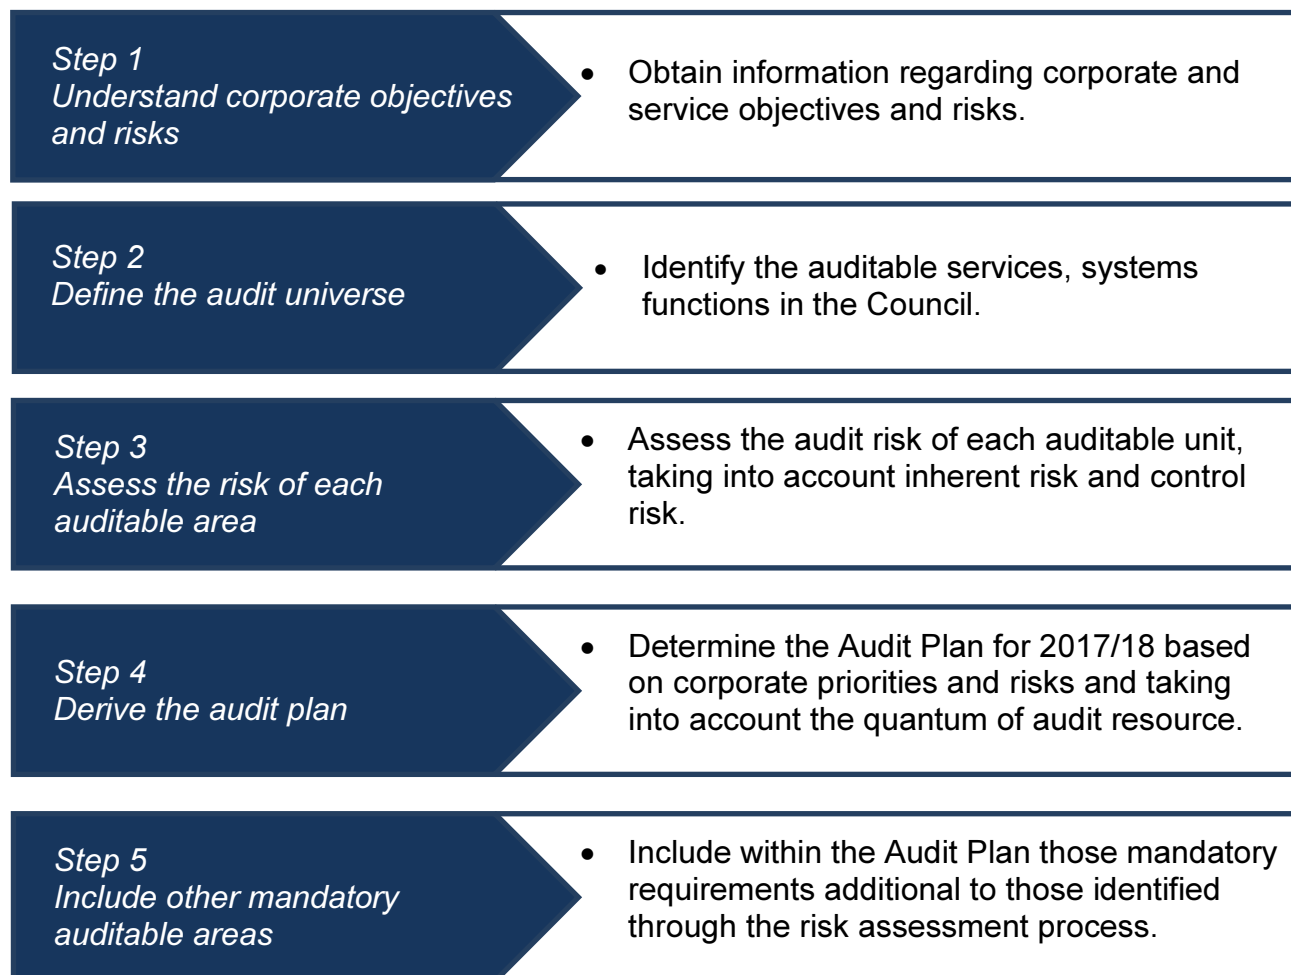 Step 1
Understand corporate objectives
and risks
• Obtain information regarding corporate and
service objectives and risks.
Step 2
Define the audit universe
• Identify the auditable services, systems
functions in the Council.
Step 3
Assess the risk of each
auditable area
• Assess the audit risk of each auditable unit,
taking into account inherent risk and control
risk.
Step 4
Derive the audit plan
• Determine the Audit Plan for 2017/18 based
on corporate priorities and risks and taking
into account the quantum of audit resource.
Step 5
Include other mandatory
auditable areas
• Include within the Audit Plan those mandatory
requirements additional to those identified
through the risk assessment process.